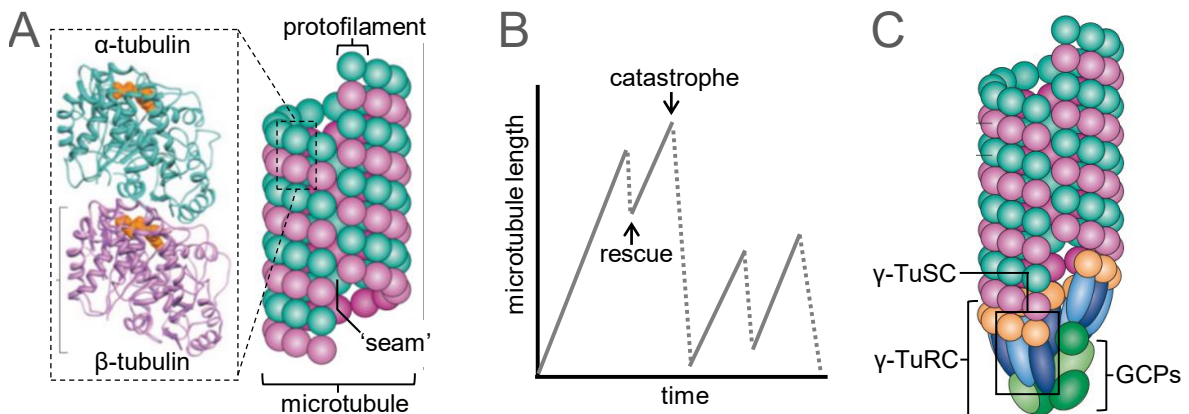 A
α-tubulin
β-tubulin
protofilament
'seam'
microtubule
B
microtubule length
catastrophe
rescue
time
C
γ-TuSC
γ-TuRC
GCPs